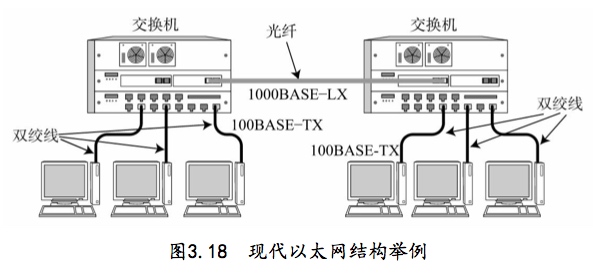 交换机
光纤
交换机
1000BASE-LX
双绞线
双绞线
100BASE-TX
100BASE-TX
图3.18 现代以太网结构举例